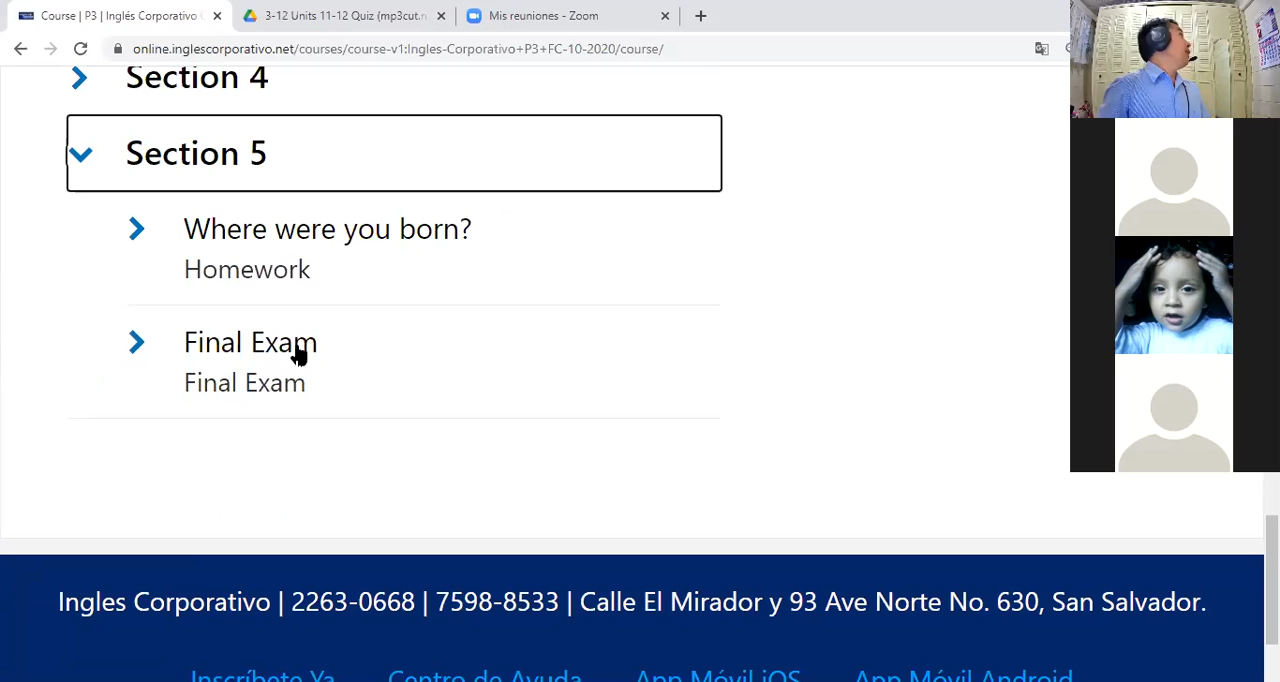 Course | P3 | Inglés Corporativo
3-12 Units 11-12 Quiz (mp3cut.n
Mis reuniones - Zoom
online.inglescorporativo.net/courses/course-v1:Ingles-Corporativo+P3+FC-10-2020/course/
Section 4
Section 5
Where were you born?
Homework
Final Exam
Final Exam
Ingles Corporativo | 2263-0668 | 7598-8533 | Calle El Mirador y 93 Ave Norte No. 630, San Salvador.
Inscríbete Ya Centro de Ayuda App Móvil iOS App Móvil Android